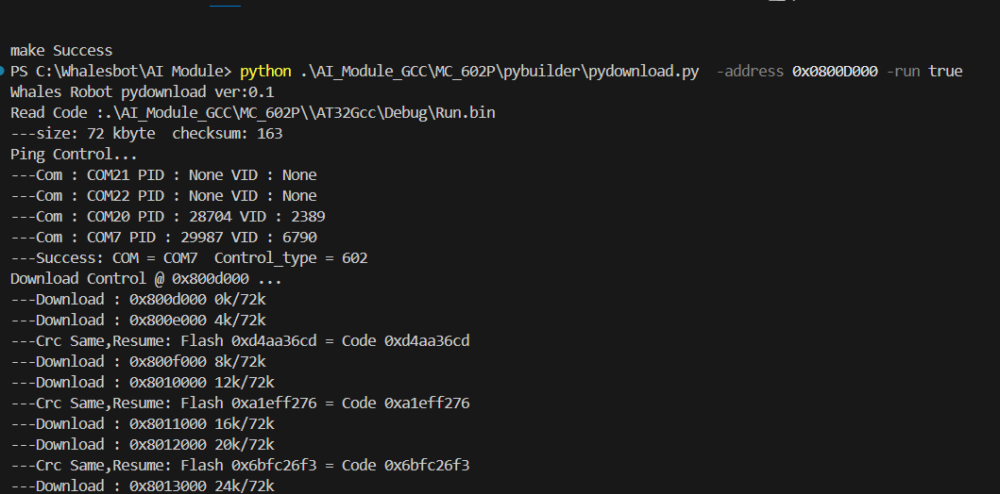 make Success
PS C:\Whalesbot\AI Module> python .\AI_Module_GCC\MC_602P\pybuilder\pydownload.py  -address 0x0800D000 -run true
Whales Robot pydownload ver:0.1
Read Code :.\AI_Module_GCC\MC_602P\\AT32Gcc\Debug\Run.bin
---size: 72 kbyte  checksum: 163
Ping Control...
---Com : COM21 PID : None VID : None
---Com : COM22 PID : None VID : None
---Com : COM20 PID : 28704 VID : 2389
---Com : COM7 PID : 29987 VID : 6790
---Success: COM = COM7  Control_type = 602
Download Control @ 0x800d000 ...
---Download : 0x800d000 0k/72k
---Download : 0x800e000 4k/72k
---Crc Same,Resume: Flash 0xd4aa36cd = Code 0xd4aa36cd
---Download : 0x800f000 8k/72k
---Download : 0x8010000 12k/72k
---Crc Same,Resume: Flash 0xa1eff276 = Code 0xa1eff276
---Download : 0x8011000 16k/72k
---Download : 0x8012000 20k/72k
---Crc Same,Resume: Flash 0x6bfc26f3 = Code 0x6bfc26f3
---Download : 0x8013000 24k/72k